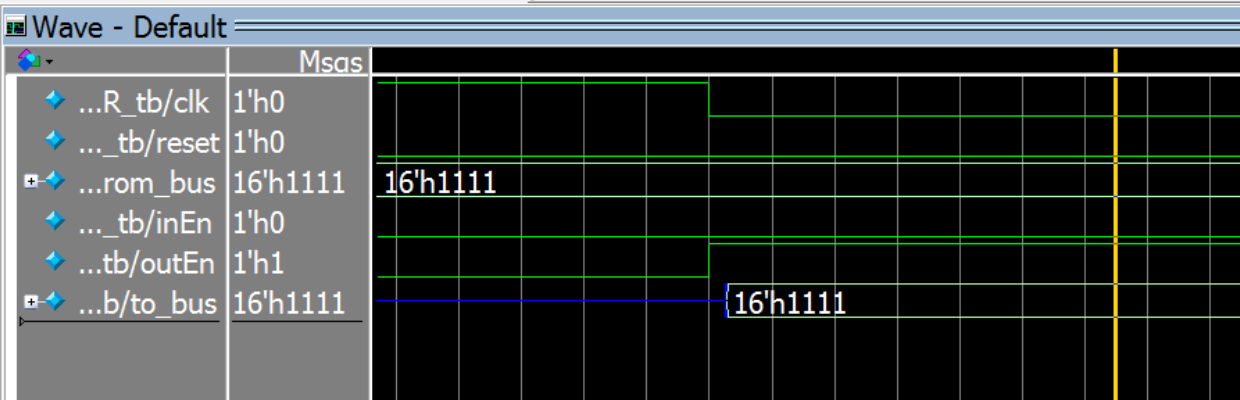 Wave - Default
Msgs
...R_tb/clk 1'h0
..._tb/reset 1'h0
...rom_bus 16'h1111 16'h1111
..._tb/inEn 1'h0
...tb/outEn 1'h1
...b/to_bus 16'h1111 16'h1111